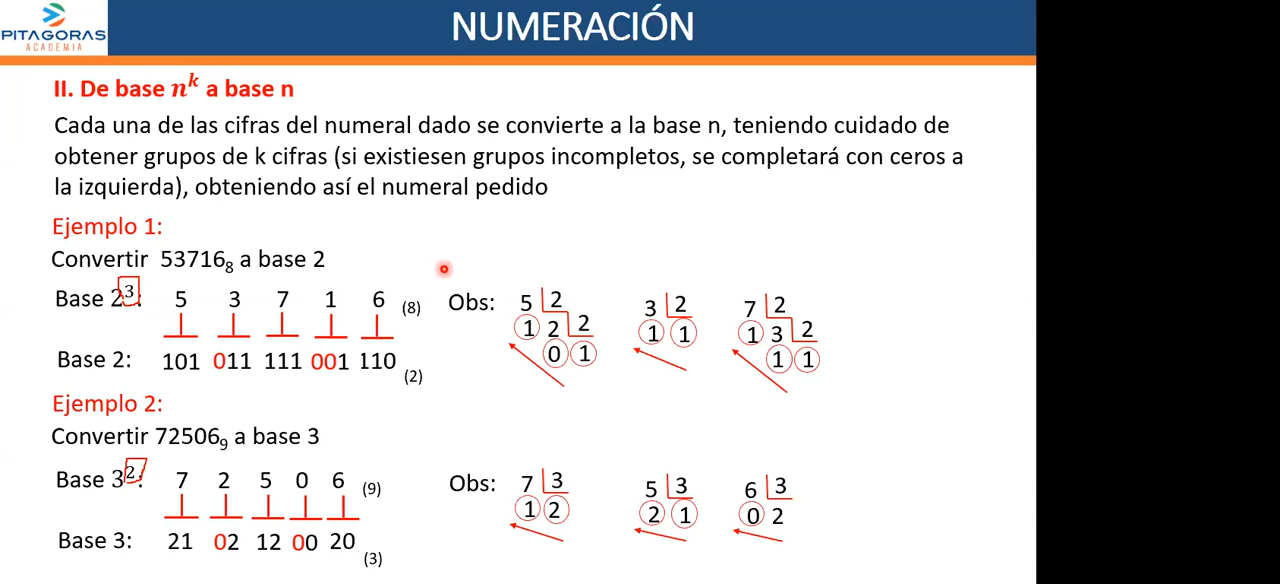 PITAGORAS
ACADEMIA
NUMERACIÓN
II. De base n^k a base n
Cada una de las cifras del numeral dado se convierte a la base n, teniendo cuidado de
obtener grupos de k cifras (si existiesen grupos incompletos, se completará con ceros a
la izquierda), obteniendo así el numeral pedido
Ejemplo 1:
Convertir 53716₈ a base 2
Base 2³: 5 3 7 1 6 (8) Obs: 5 2 3 2 7 2
1 2 2 1 1 1 3 2
Base 2: 101 011 111 001 110 (2) 0 1 1 1
Ejemplo 2:
Convertir 72506₉ a base 3
Base 3²: 7 2 5 0 6 (9) Obs: 7 3 5 3 6 3
1 2 2 1 0 2
Base 3: 21 02 12 00 20 (3)